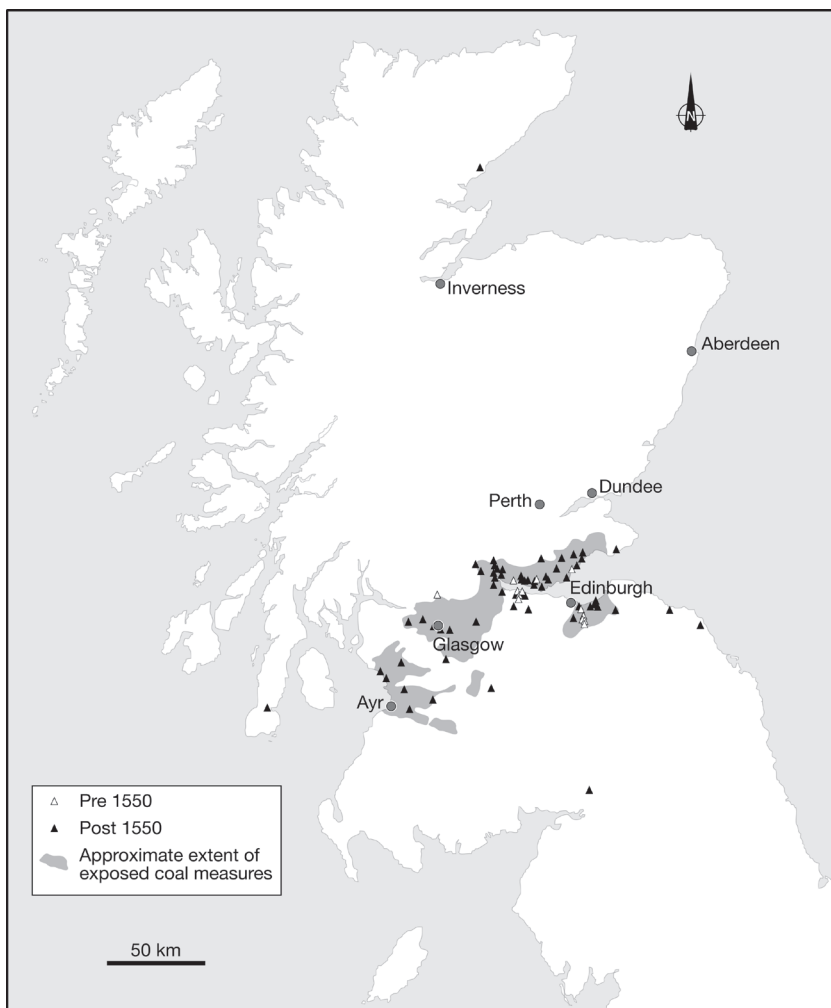 N
Inverness
Aberdeen
Dundee
Perth
Edinburgh
Glasgow
Ayr
Pre 1550
Post 1550
Approximate extent of
exposed coal measures
50 km